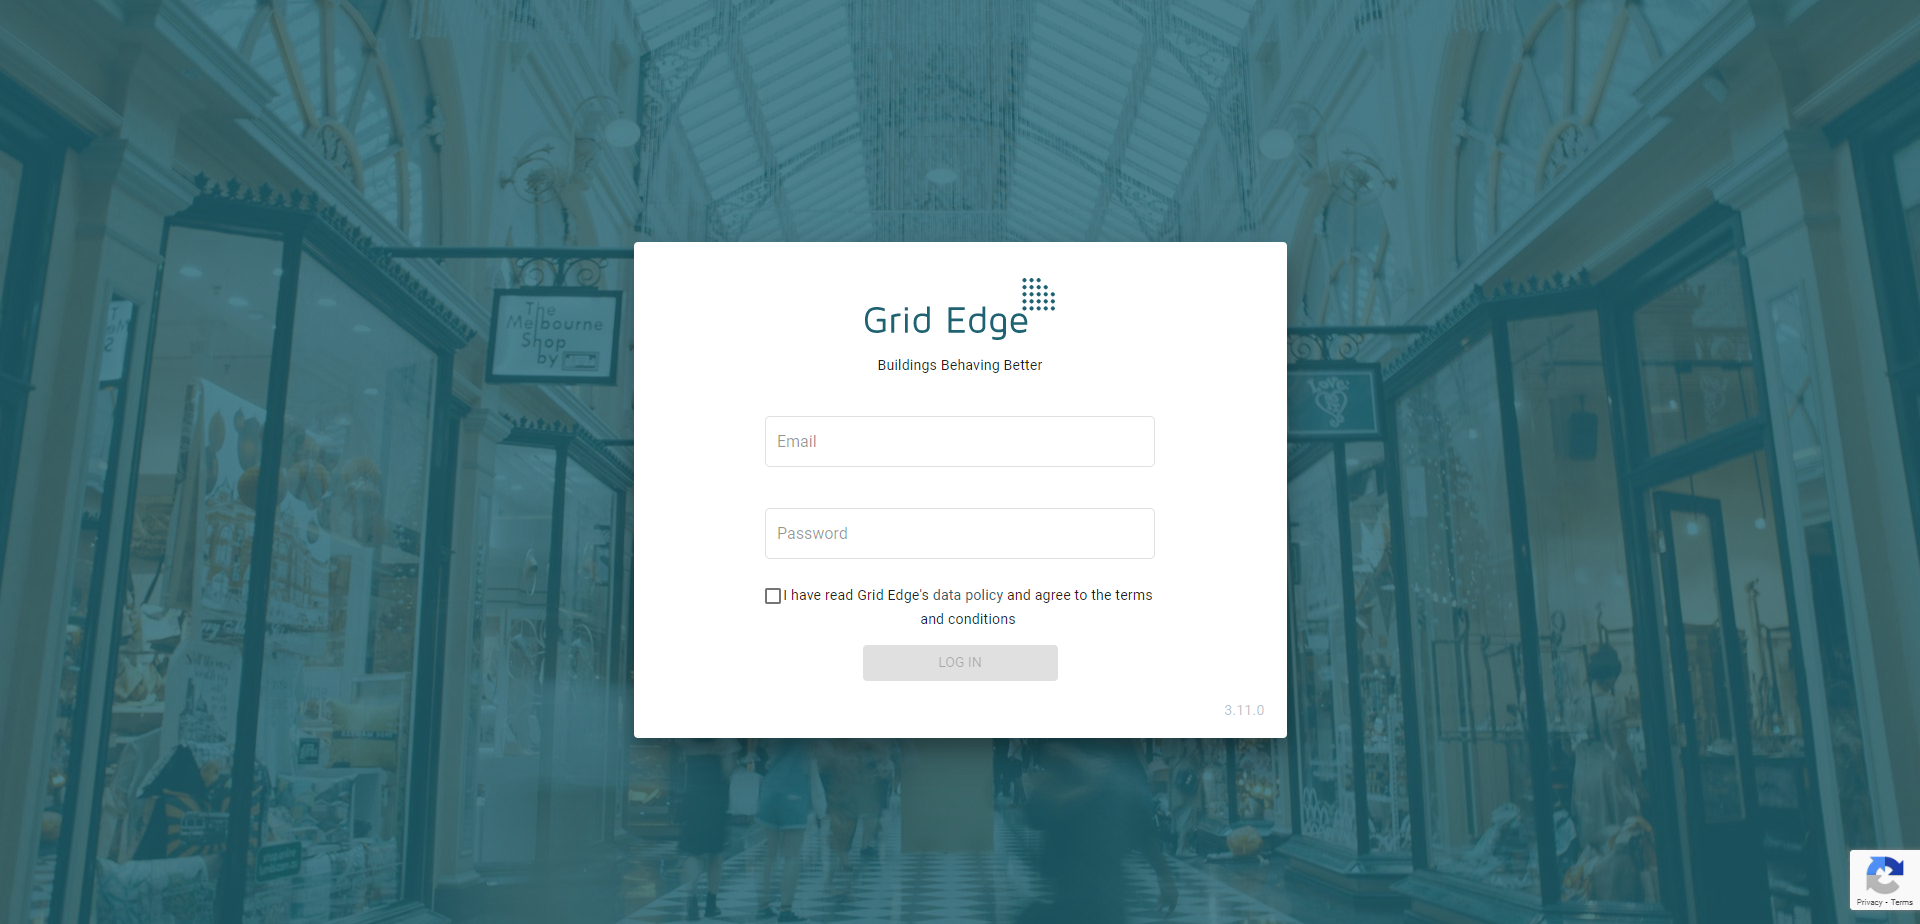 The
Melbourne
Shop
by
Love
Grid Edge
Buildings Behaving Better
Email
Password
I have read Grid Edge's data policy and agree to the terms
and conditions
LOG IN
3.11.0
Privacy - Terms